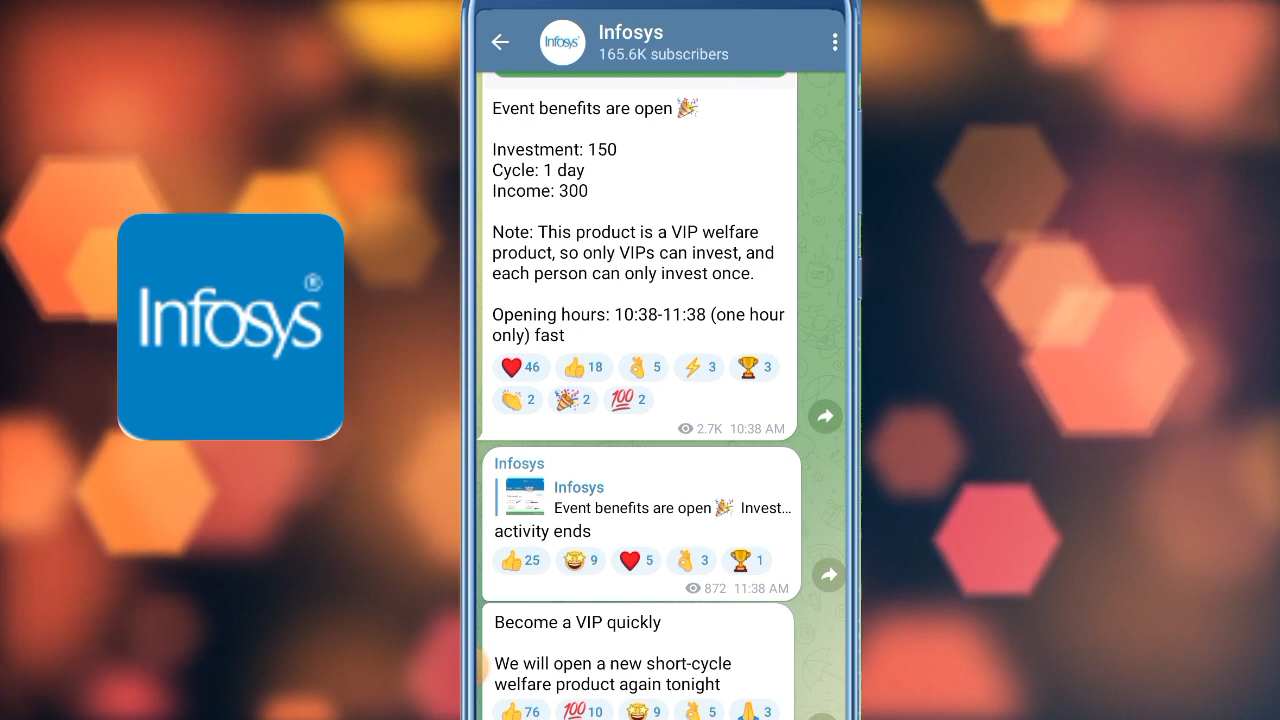 Infosys
165.6K subscribers
Infosys
Event benefits are open 🎉
Investment: 150
Cycle: 1 day
Income: 300
Note: This product is a VIP welfare
product, so only VIPs can invest, and
each person can only invest once.
Opening hours: 10:38-11:38 (one hour
only) fast
❤️ 46 👍 18 👌 5 ⚡ 3 🏆 3
👏 2 🎉 2 💯 2
2.7K 10:38 AM
Infosys
Infosys
Event benefits are open 🎉 Invest...
activity ends
👍 25 🤩 9 ❤️ 5 👌 3 🏆 1
872 11:38 AM
Become a VIP quickly
We will open a new short-cycle
welfare product again tonight
👍 76 💯 10 🤩 9 👌 5 🙏 3
Infosys®